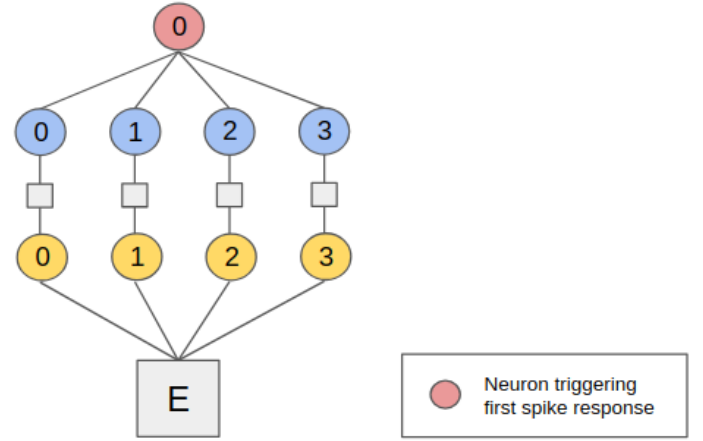 0
0 1 2 3
0 1 2 3
E
Neuron triggering
first spike response